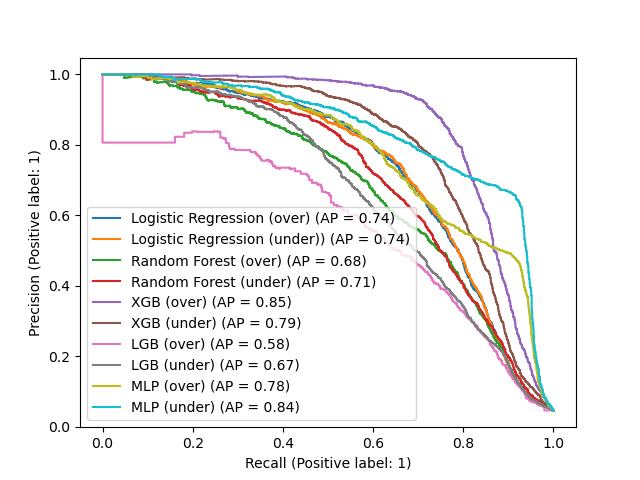 1.0
0.8
0.6
0.4
0.2
0.0
Precision (Positive label: 1)
Logistic Regression (over) (AP = 0.74)
Logistic Regression (under)) (AP = 0.74)
Random Forest (over) (AP = 0.68)
Random Forest (under) (AP = 0.71)
XGB (over) (AP = 0.85)
XGB (under) (AP = 0.79)
LGB (over) (AP = 0.58)
LGB (under) (AP = 0.67)
MLP (over) (AP = 0.78)
MLP (under) (AP = 0.84)
0.0 0.2 0.4 0.6 0.8 1.0
Recall (Positive label: 1)